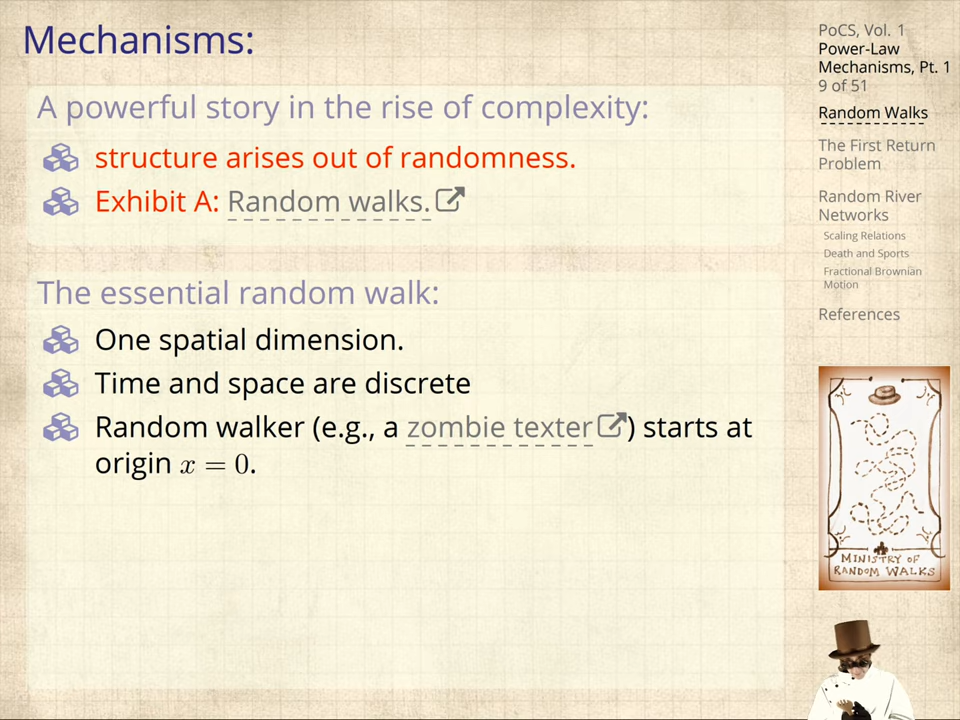 Mechanisms:
A powerful story in the rise of complexity:
structure arises out of randomness.
Exhibit A: Random walks.
The essential random walk:
One spatial dimension.
Time and space are discrete
Random walker (e.g., a zombie texter) starts at
origin x = 0.
PoCS, Vol. 1
Power-Law
Mechanisms, Pt. 1
9 of 51
Random Walks
The First Return
Problem
Random River
Networks
Scaling Relations
Death and Sports
Fractional Brownian
Motion
References
MINISTRY OF
RANDOM WALKS